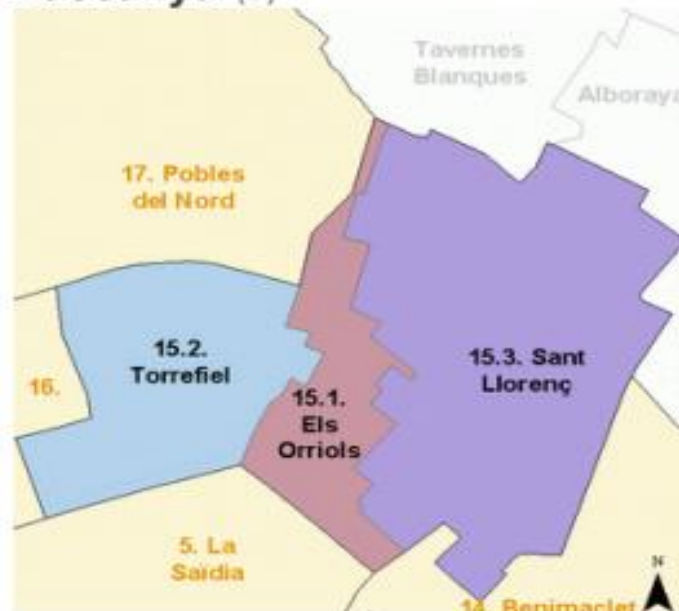 Tavernes
Blanques
Alboraya
17. Pobles
del Nord
15.2.
Torrefiel
16.
15.3. Sant
Llorenç
15.1.
Els
Orriols
5. La
Saïdia
N
14. Benimaclet